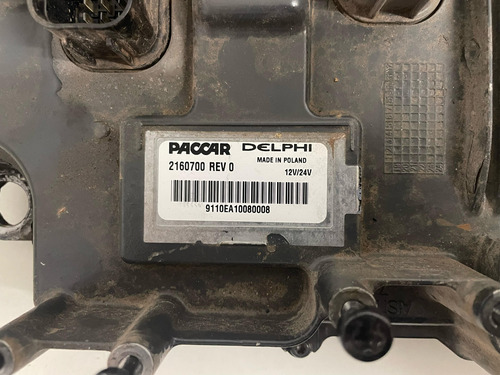 PACCAR DELPHI
MADE IN POLAND
2160700 REV 0
12V/24V
9110EA10080008